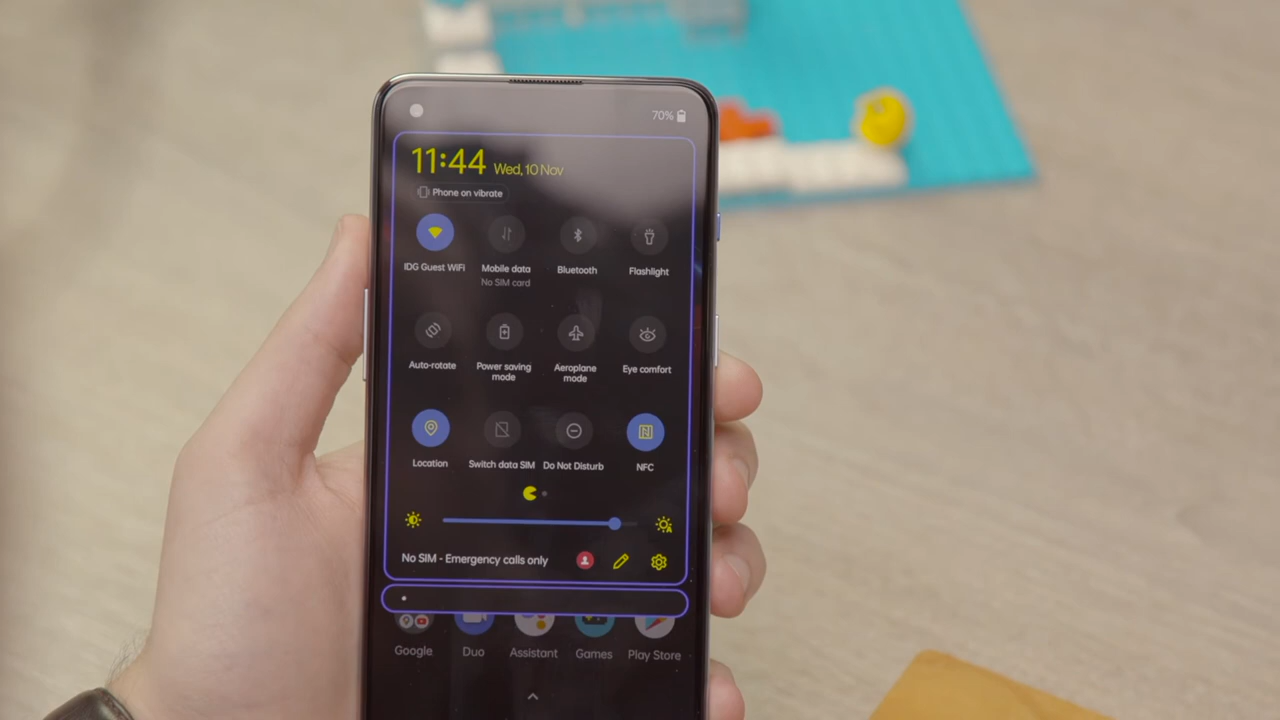 70%
11:44 Wed, 10 Nov
Phone on vibrate
IDG Guest WiFi
Mobile data
No SIM card
Bluetooth
Flashlight
Auto-rotate
Power saving
mode
Aeroplane
mode
Eye comfort
Location
Switch data SIM
Do Not Disturb
NFC
No SIM - Emergency calls only
Google
Duo
Assistant
Games
Play Store